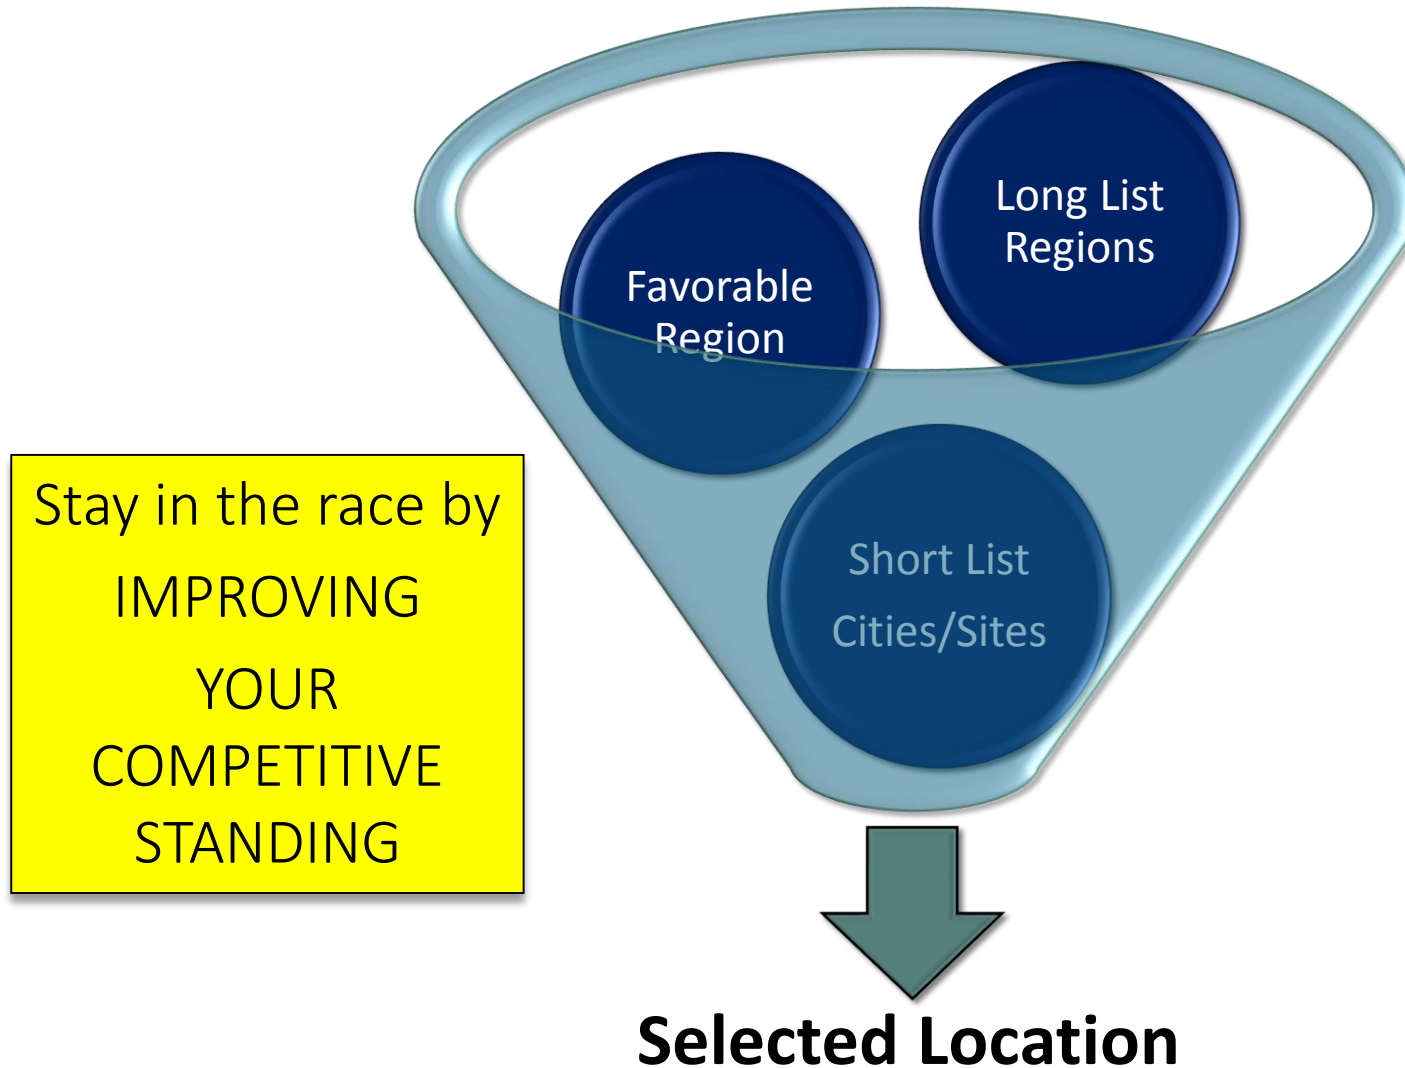 Long List
Regions
Favorable
Region
Short List
Cities/Sites
Stay in the race by
IMPROVING
YOUR
COMPETITIVE
STANDING
Selected Location